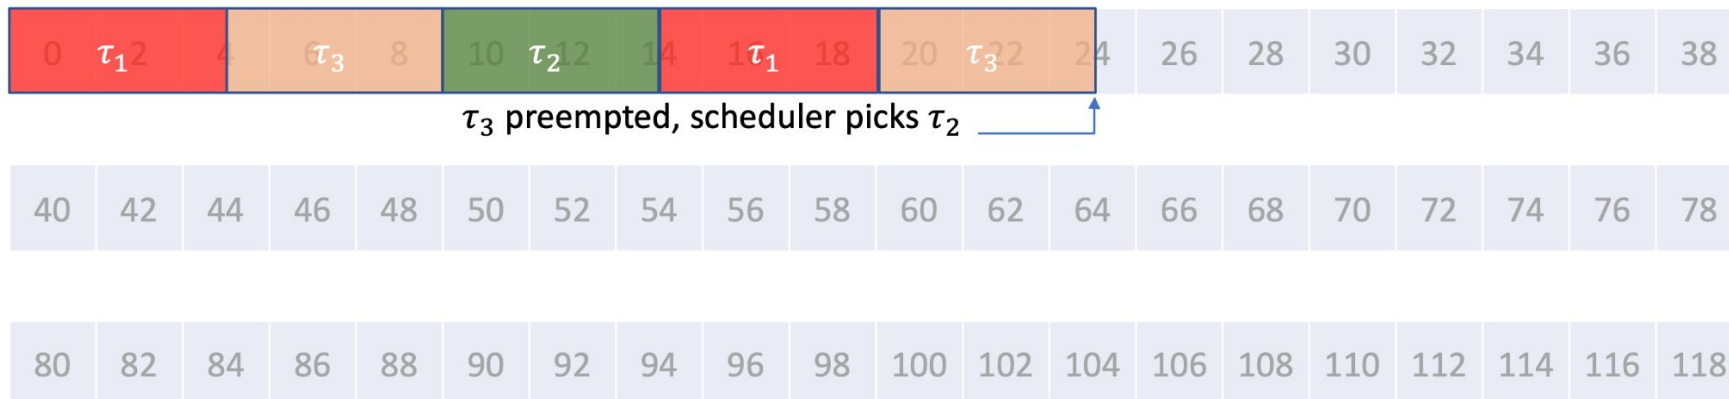 0 τ₁ 2 4 6 τ₃ 8 10 τ₂ 12 14 16 τ₁ 18 20 τ₃ 22 24 26 28 30 32 34 36 38
τ₃ preempted, scheduler picks τ₂
40 42 44 46 48 50 52 54 56 58 60 62 64 66 68 70 72 74 76 78
80 82 84 86 88 90 92 94 96 98 100 102 104 106 108 110 112 114 116 118